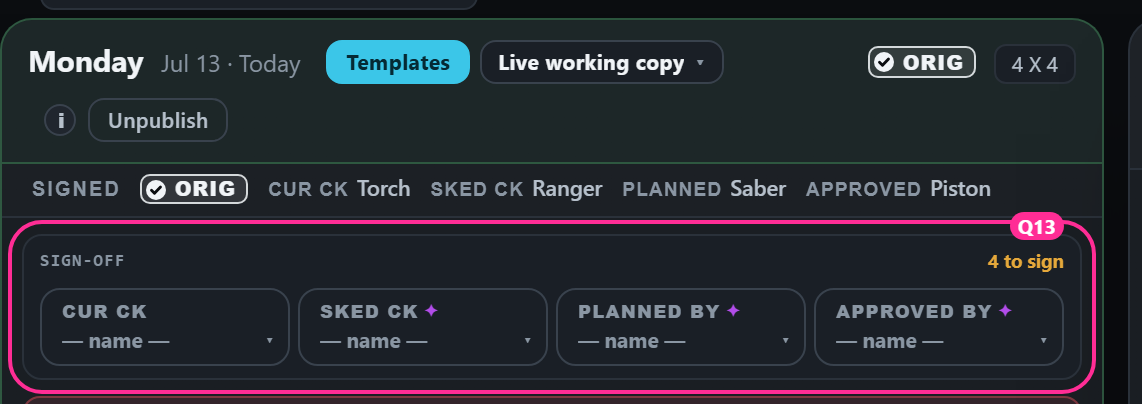 Monday Jul 13 · Today Templates Live working copy ▾ ORIG 4 X 4
i Unpublish
SIGNED ORIG CUR CK Torch SKED CK Ranger PLANNED Saber APPROVED Piston
Q13
SIGN-OFF 4 to sign
CUR CK SKED CK ✦ PLANNED BY ✦ APPROVED BY ✦
— name — ▾ — name — ▾ — name — ▾ — name — ▾